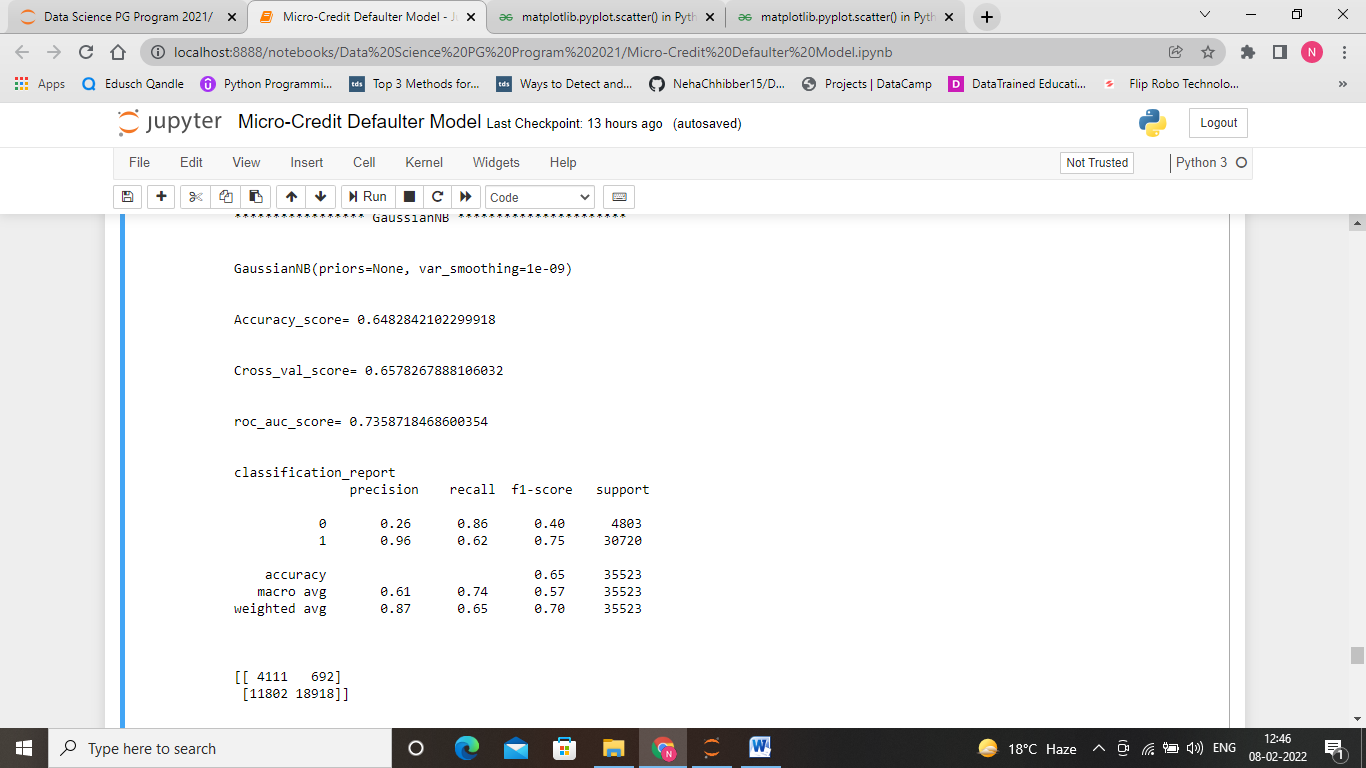 Data Science PG Program 2021/
Micro-Credit Defaulter Model - J
matplotlib.pyplot.scatter() in Pyth
matplotlib.pyplot.scatter() in Pyth
localhost:8888/notebooks/Data%20Science%20PG%20Program%202021/Micro-Credit%20Defaulter%20Model.ipynb
N
Apps
Edusch Qandle
Python Programmi...
tds
Top 3 Methods for...
tds
Ways to Detect and...
NehaChhibber15/D...
Projects | DataCamp
D
DataTrained Educati...
Flip Robo Technolo...
jupyter Micro-Credit Defaulter Model Last Checkpoint: 13 hours ago (autosaved)
Logout
File Edit View Insert Cell Kernel Widgets Help
Not Trusted
Python 3
Run
Code
***************** GaussianNB **********************
GaussianNB(priors=None, var_smoothing=1e-09)
Accuracy_score= 0.6482842102299918
Cross_val_score= 0.6578267888106032
roc_auc_score= 0.7358718468600354
classification_report
precision recall f1-score support
0 0.26 0.86 0.40 4803
1 0.96 0.62 0.75 30720
accuracy 0.65 35523
macro avg 0.61 0.74 0.57 35523
weighted avg 0.87 0.65 0.70 35523
[[ 4111 692]
[11802 18918]]
Type here to search
N
W
18°C Haze
ENG
12:46
08-02-2022
1